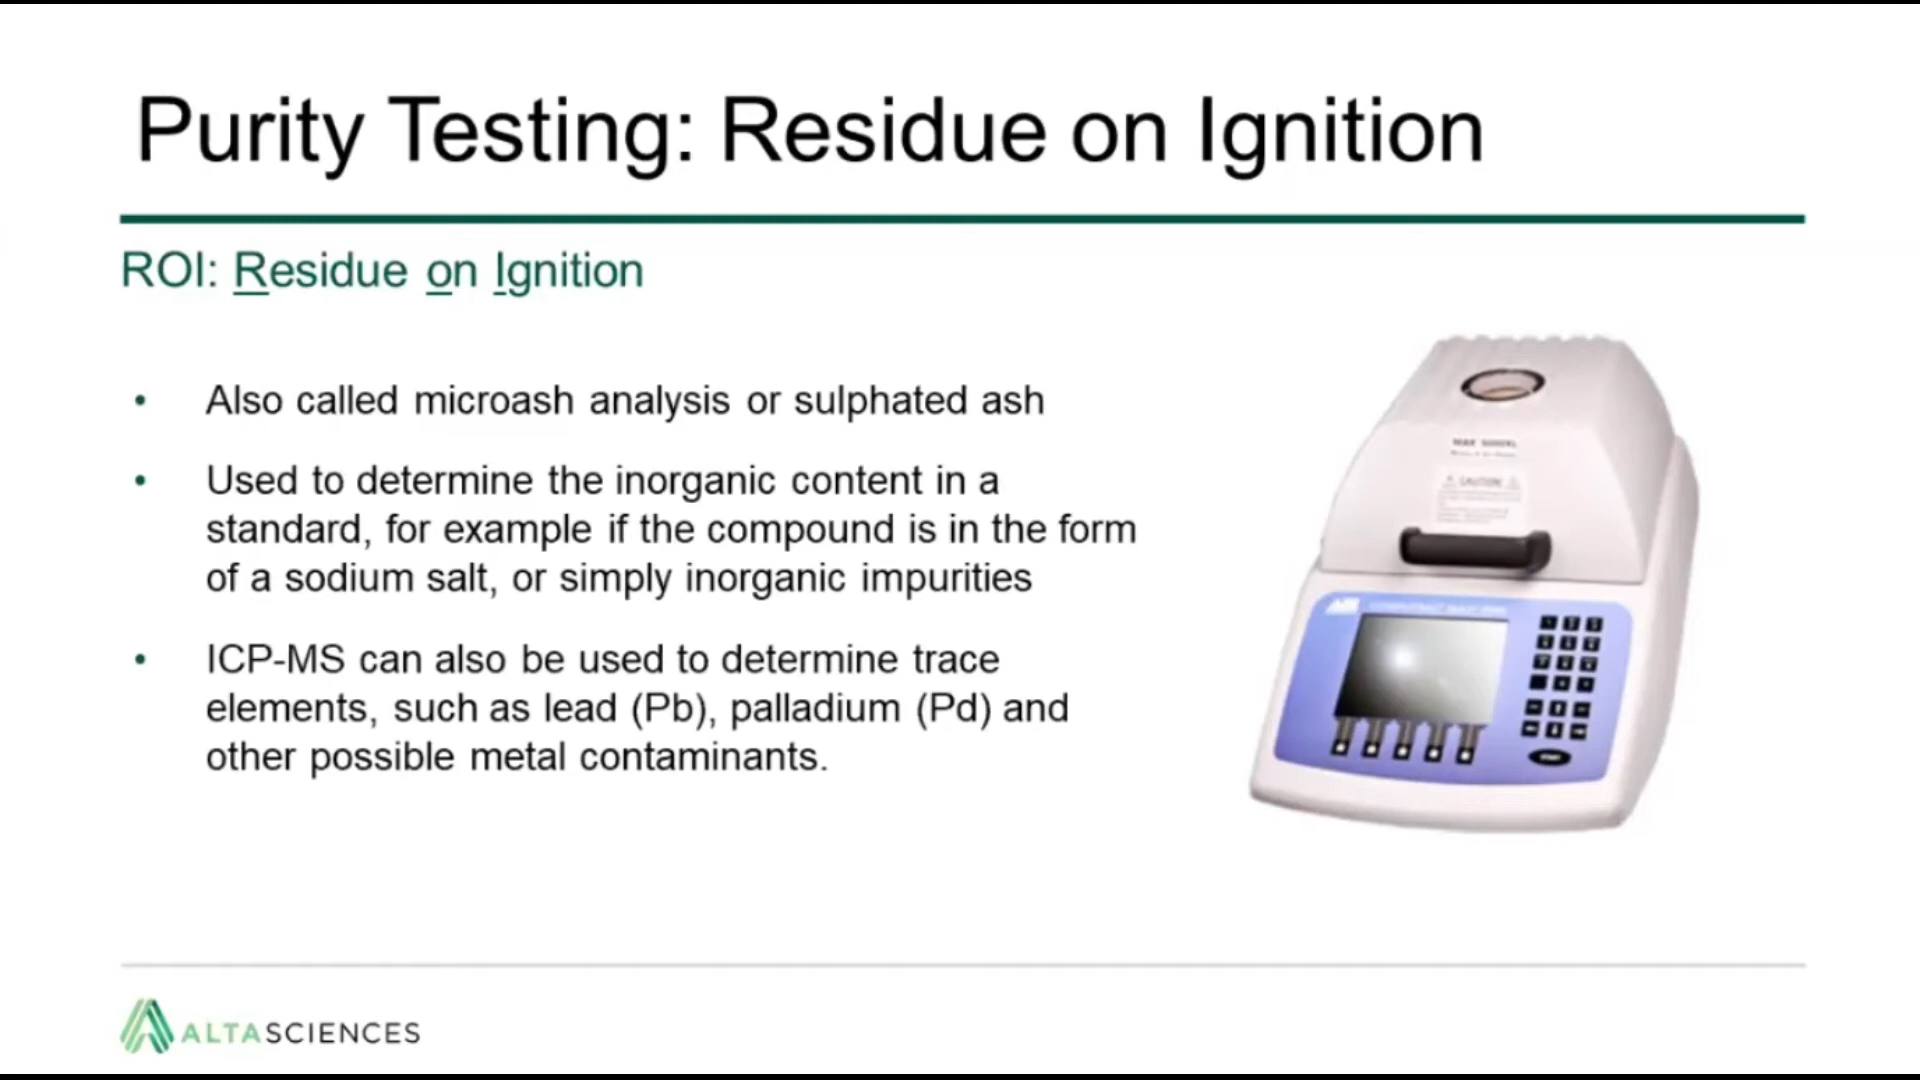 Purity Testing: Residue on Ignition
ROI: Residue on Ignition
• Also called microash analysis or sulphated ash
• Used to determine the inorganic content in a
standard, for example if the compound is in the form
of a sodium salt, or simply inorganic impurities
• ICP-MS can also be used to determine trace
elements, such as lead (Pb), palladium (Pd) and
other possible metal contaminants.
CAUTION
ALTASCIENCES